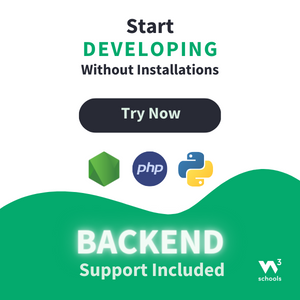 Start
DEVELOPING
Without Installations
Try Now
php
BACKEND
Support Included
w3
schools